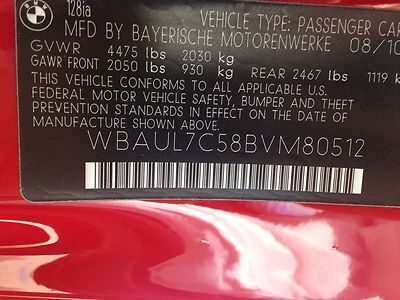 BMW
128ia VEHICLE TYPE: PASSENGER CAR
MFD BY BAYERISCHE MOTORENWERKE 08/10
GVWR 4475 lbs 2030 kg
GAWR FRONT 2050 lbs 930 kg REAR 2467 lbs 1119 kg
THIS VEHICLE CONFORMS TO ALL APPLICABLE U.S.
FEDERAL MOTOR VEHICLE SAFETY, BUMPER AND THEFT
PREVENTION STANDARDS IN EFFECT ON THE DATE OF
MANUFACTURE SHOWN ABOVE.
WBAUL7C58BVM80512